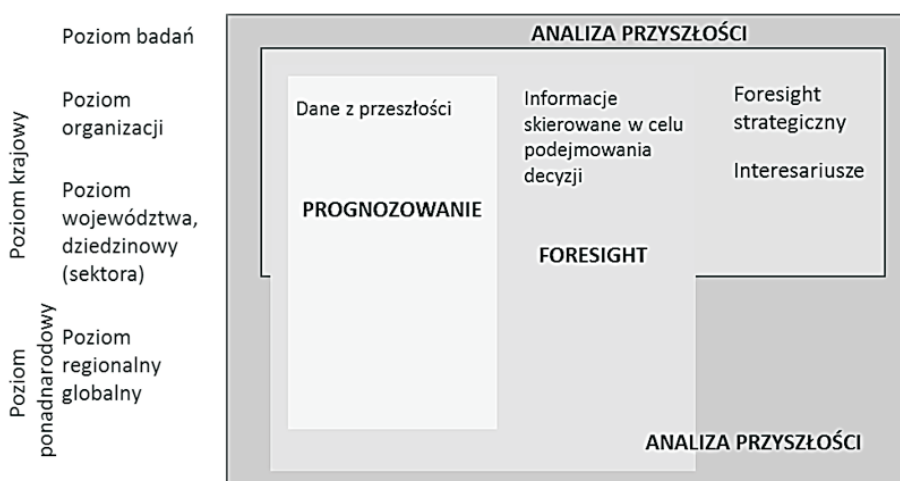 Poziom badań
ANALIZA PRZYSZŁOŚCI
Poziom krajowy
Poziom
organizacji
Poziom
województwa,
dziedzinowy
(sektora)
Poziom
ponadnarodowy
Poziom
regionalny
globalny
Dane z przeszłości
PROGNOZOWANIE
Informacje
skierowane w celu
podejmowania
decyzji
FORESIGHT
Foresight
strategiczny
Interesariusze
ANALIZA PRZYSZŁOŚCI